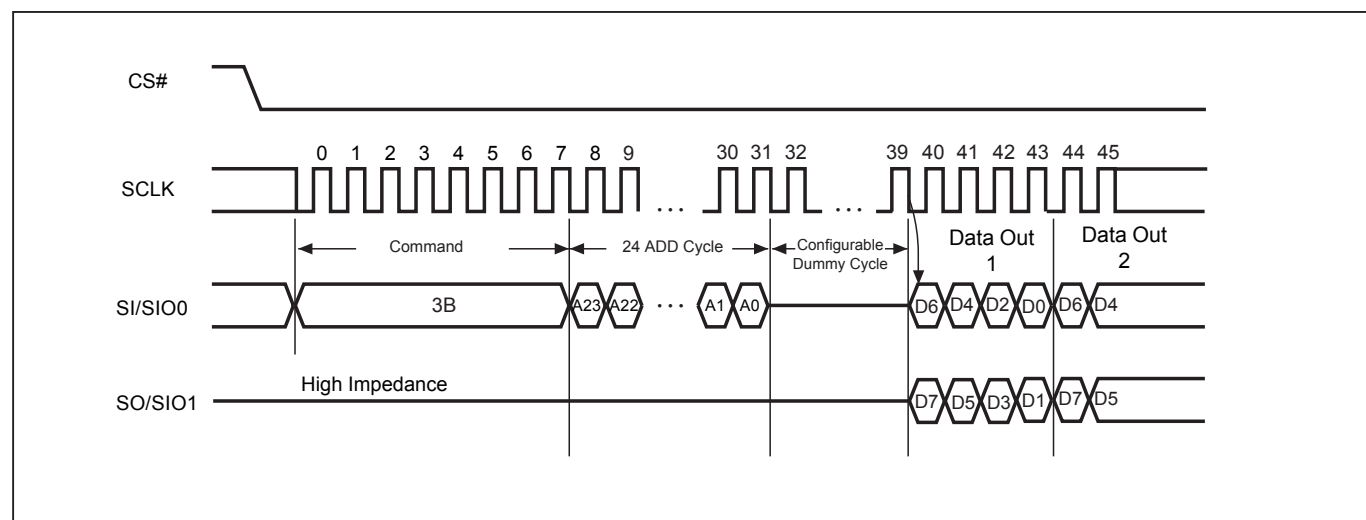 CS#
0 1 2 3 4 5 6 7 8 9 30 31 32 39 40 41 42 43 44 45
SCLK
... ...
Command 24 ADD Cycle Configurable Dummy Cycle Data Out 1 Data Out 2
SI/SIO0 3B A23 A22 ... A1 A0 D6 D4 D2 D0 D6 D4
High Impedance
SO/SIO1 D7 D5 D3 D1 D7 D5